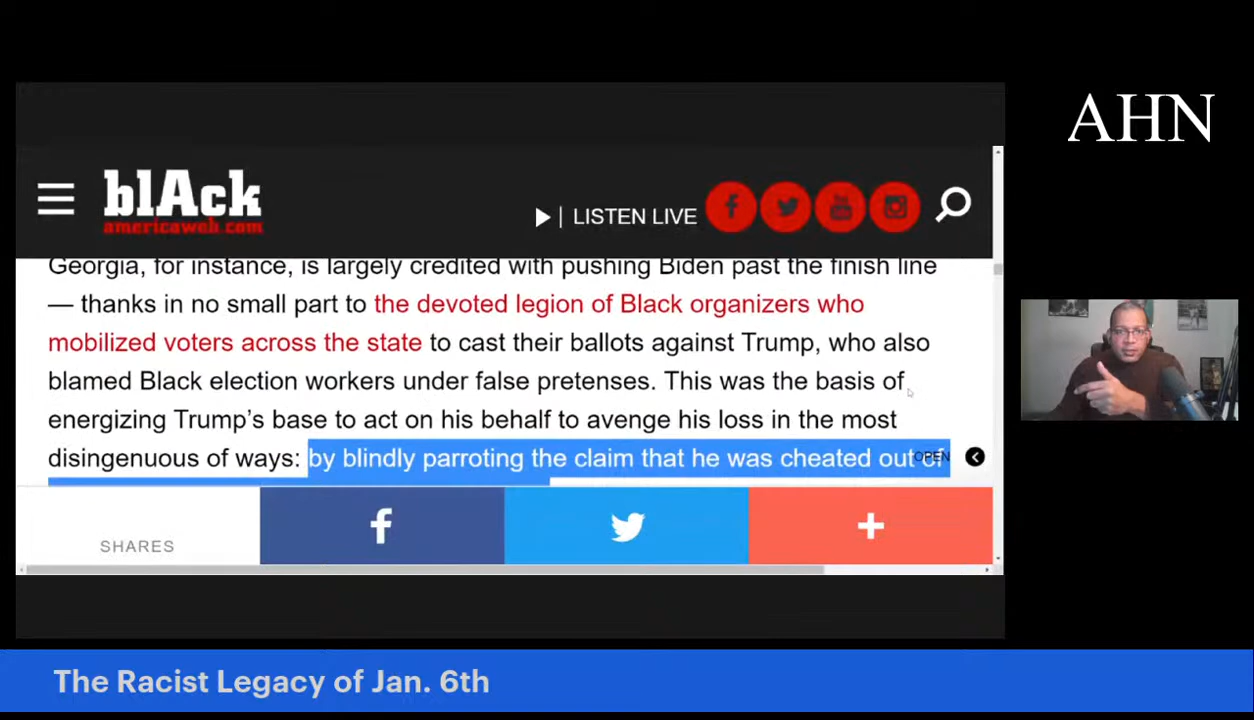 AHN
blAck
americaweb.com
| LISTEN LIVE
Georgia, for instance, is largely credited with pushing Biden past the finish line
— thanks in no small part to the devoted legion of Black organizers who
mobilized voters across the state to cast their ballots against Trump, who also
blamed Black election workers under false pretenses. This was the basis of
energizing Trump’s base to act on his behalf to avenge his loss in the most
disingenuous of ways: by blindly parroting the claim that he was cheated out of
OPEN
SHARES
The Racist Legacy of Jan. 6th